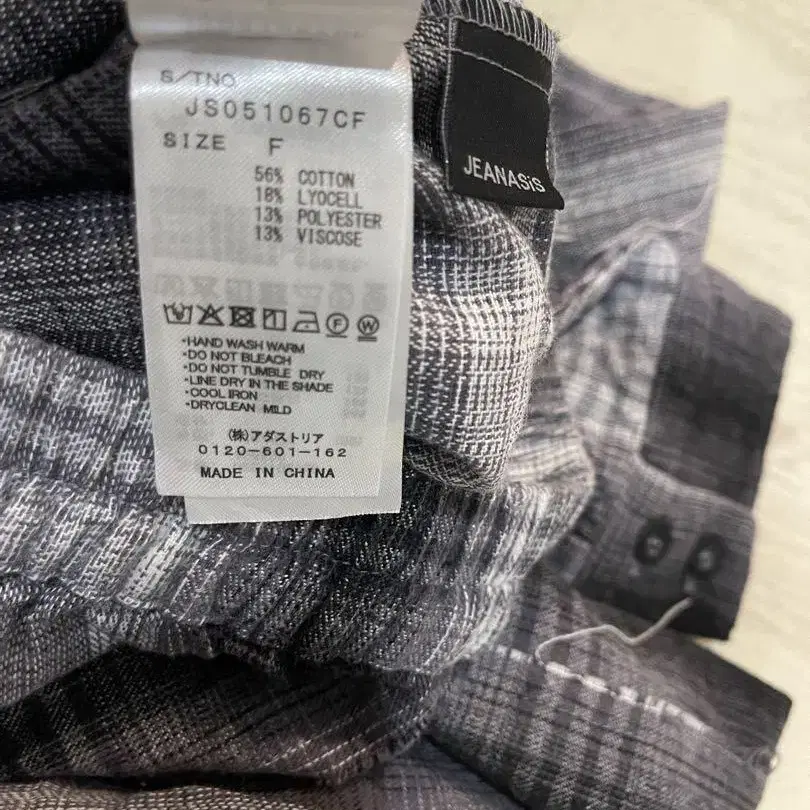 S/TNO
JS051067CF
SIZE F
56% COTTON
18% LYOCELL
13% POLYESTER
13% VISCOSE
F W
•HAND WASH WARM
•DO NOT BLEACH
•DO NOT TUMBLE DRY
•LINE DRY IN THE SHADE
•COOL IRON
•DRYCLEAN MILD
(株)アダストリア
0120-601-162
MADE IN CHINA
JEANASiS